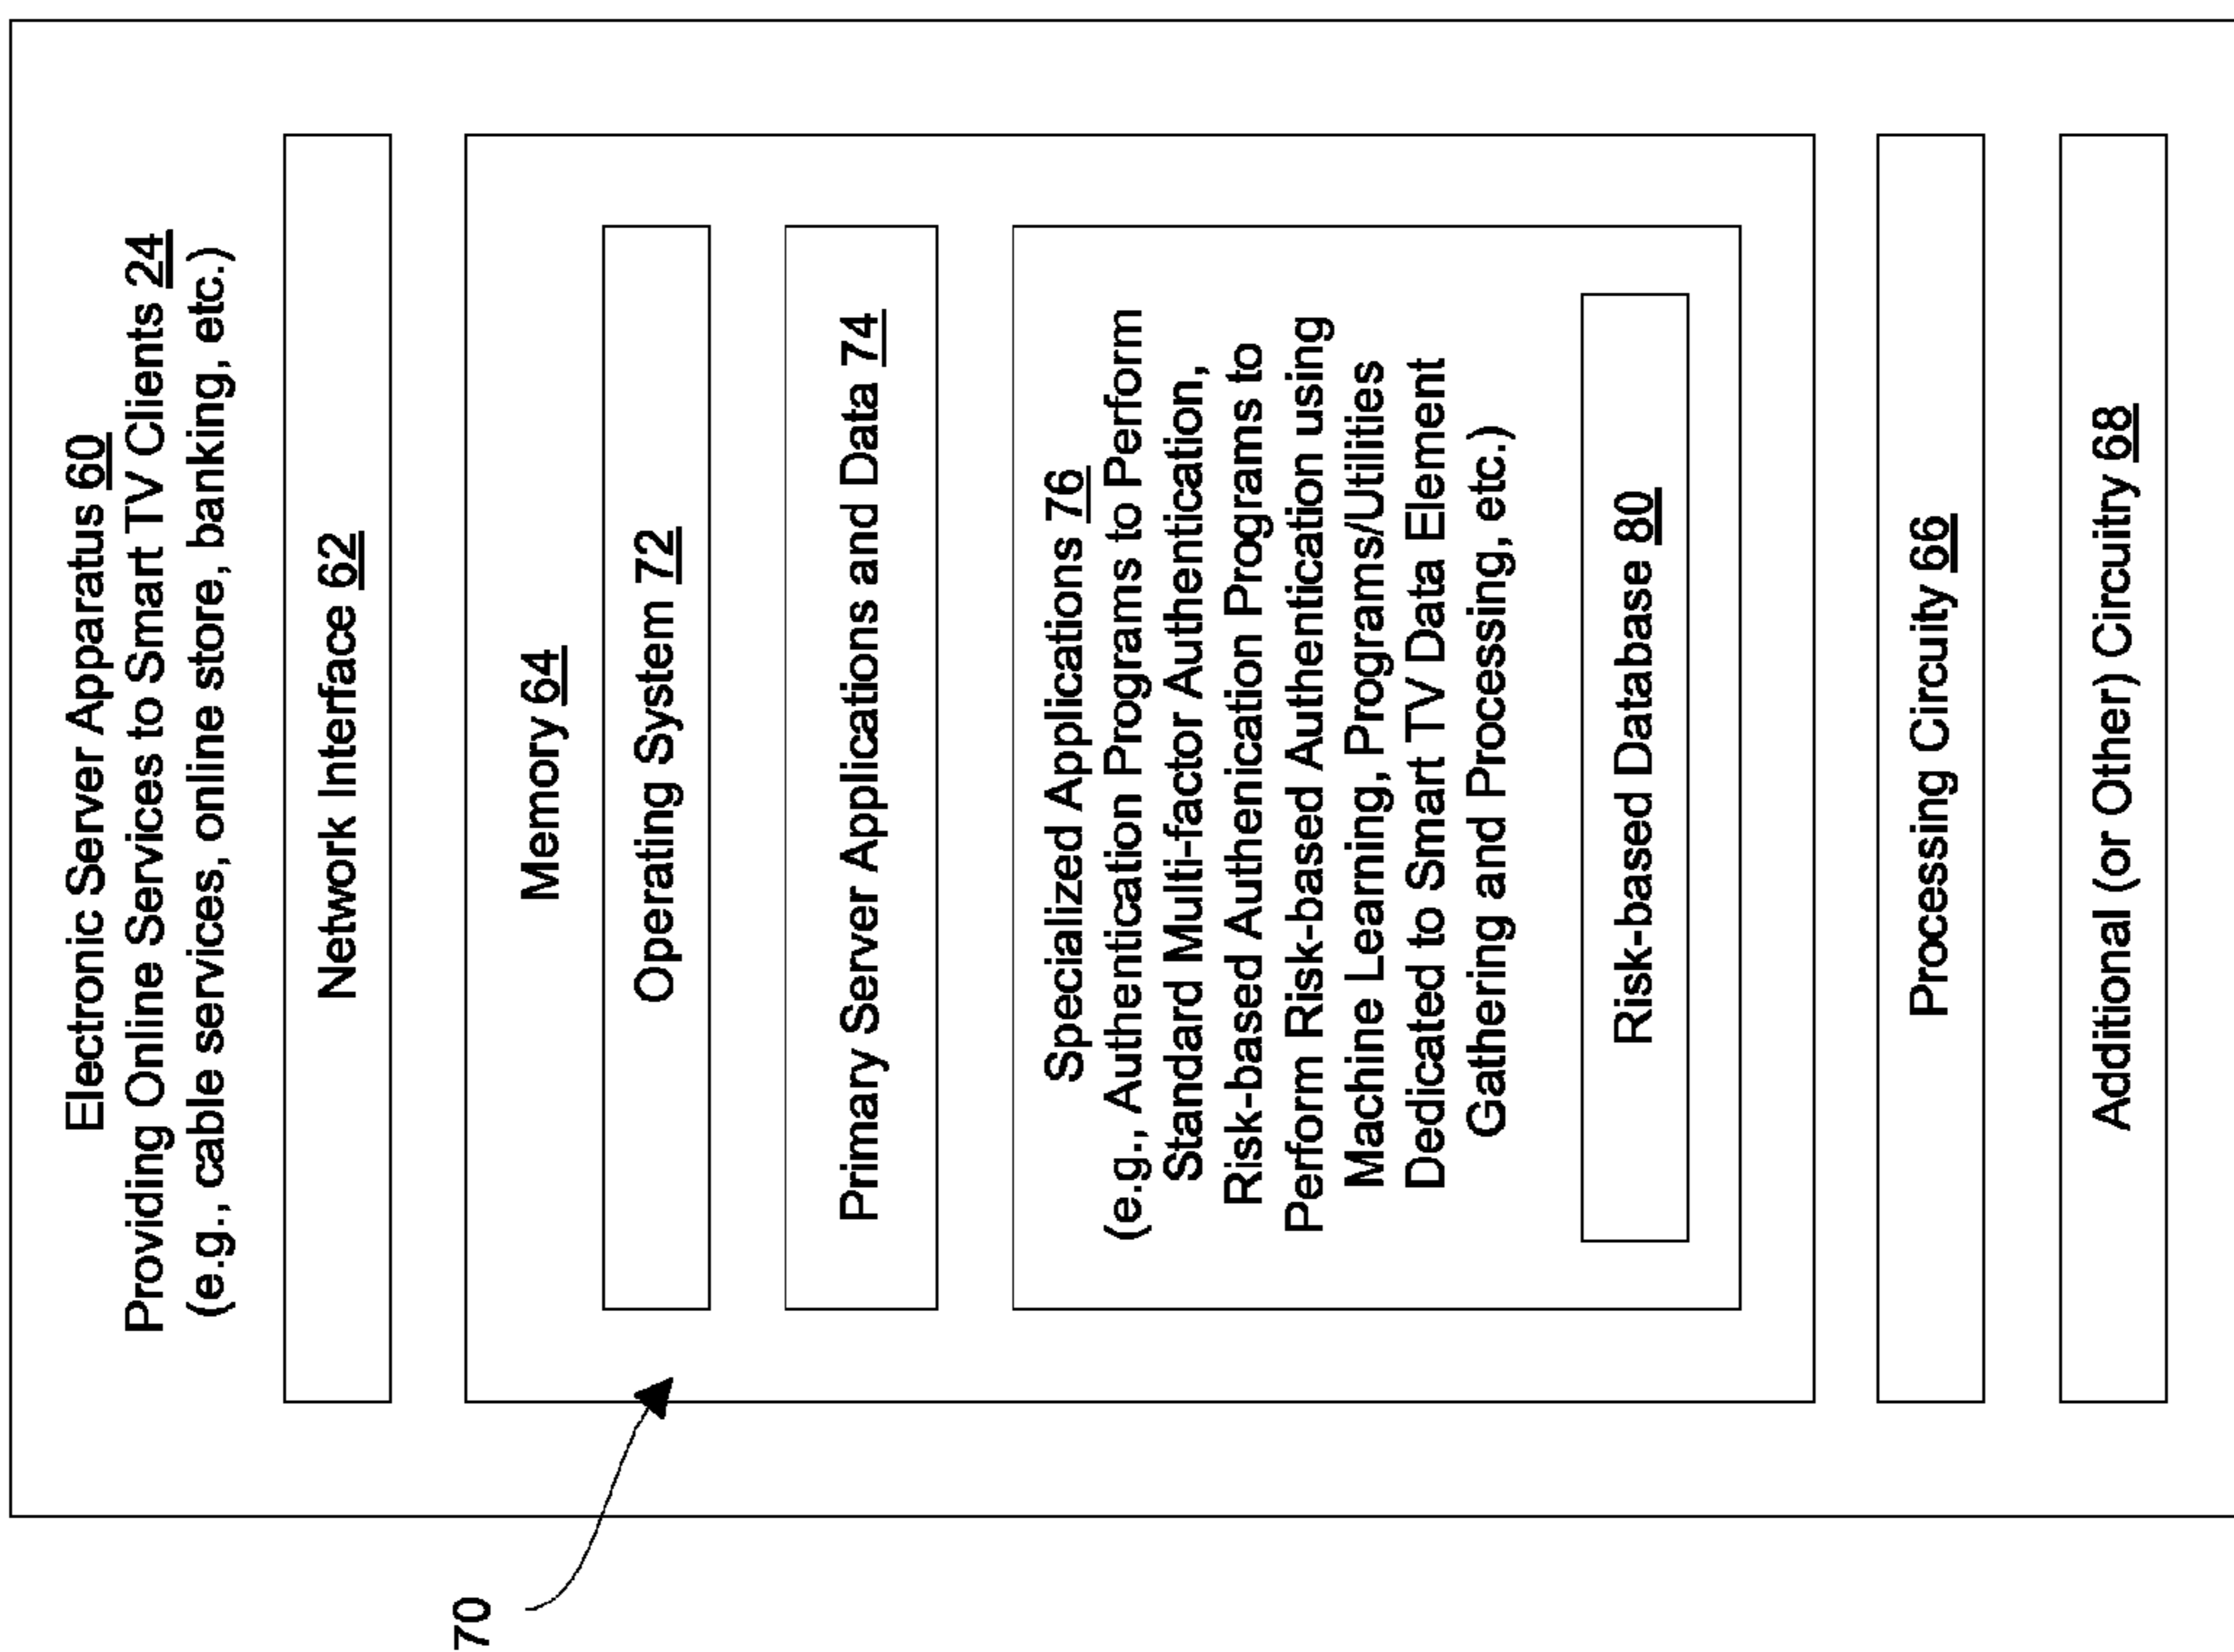 Electronic Server Apparatus 60
Providing Online Services to Smart TV Clients 24
(e.g., cable services, online store, banking, etc.)
Network Interface 62
70
Memory 64
Operating System 72
Primary Server Applications and Data 74
Specialized Applications 76
(e.g., Authentication Programs to Perform
Standard Multi-factor Authentication,
Risk-based Authenication Programs to
Perform Risk-based Authentication using
Machine Learning, Programs/Utilities
Dedicated to Smart TV Data Element
Gathering and Processing, etc.)
Risk-based Database 80
Processing Circuity 66
Additional (or Other) Circuitry 68